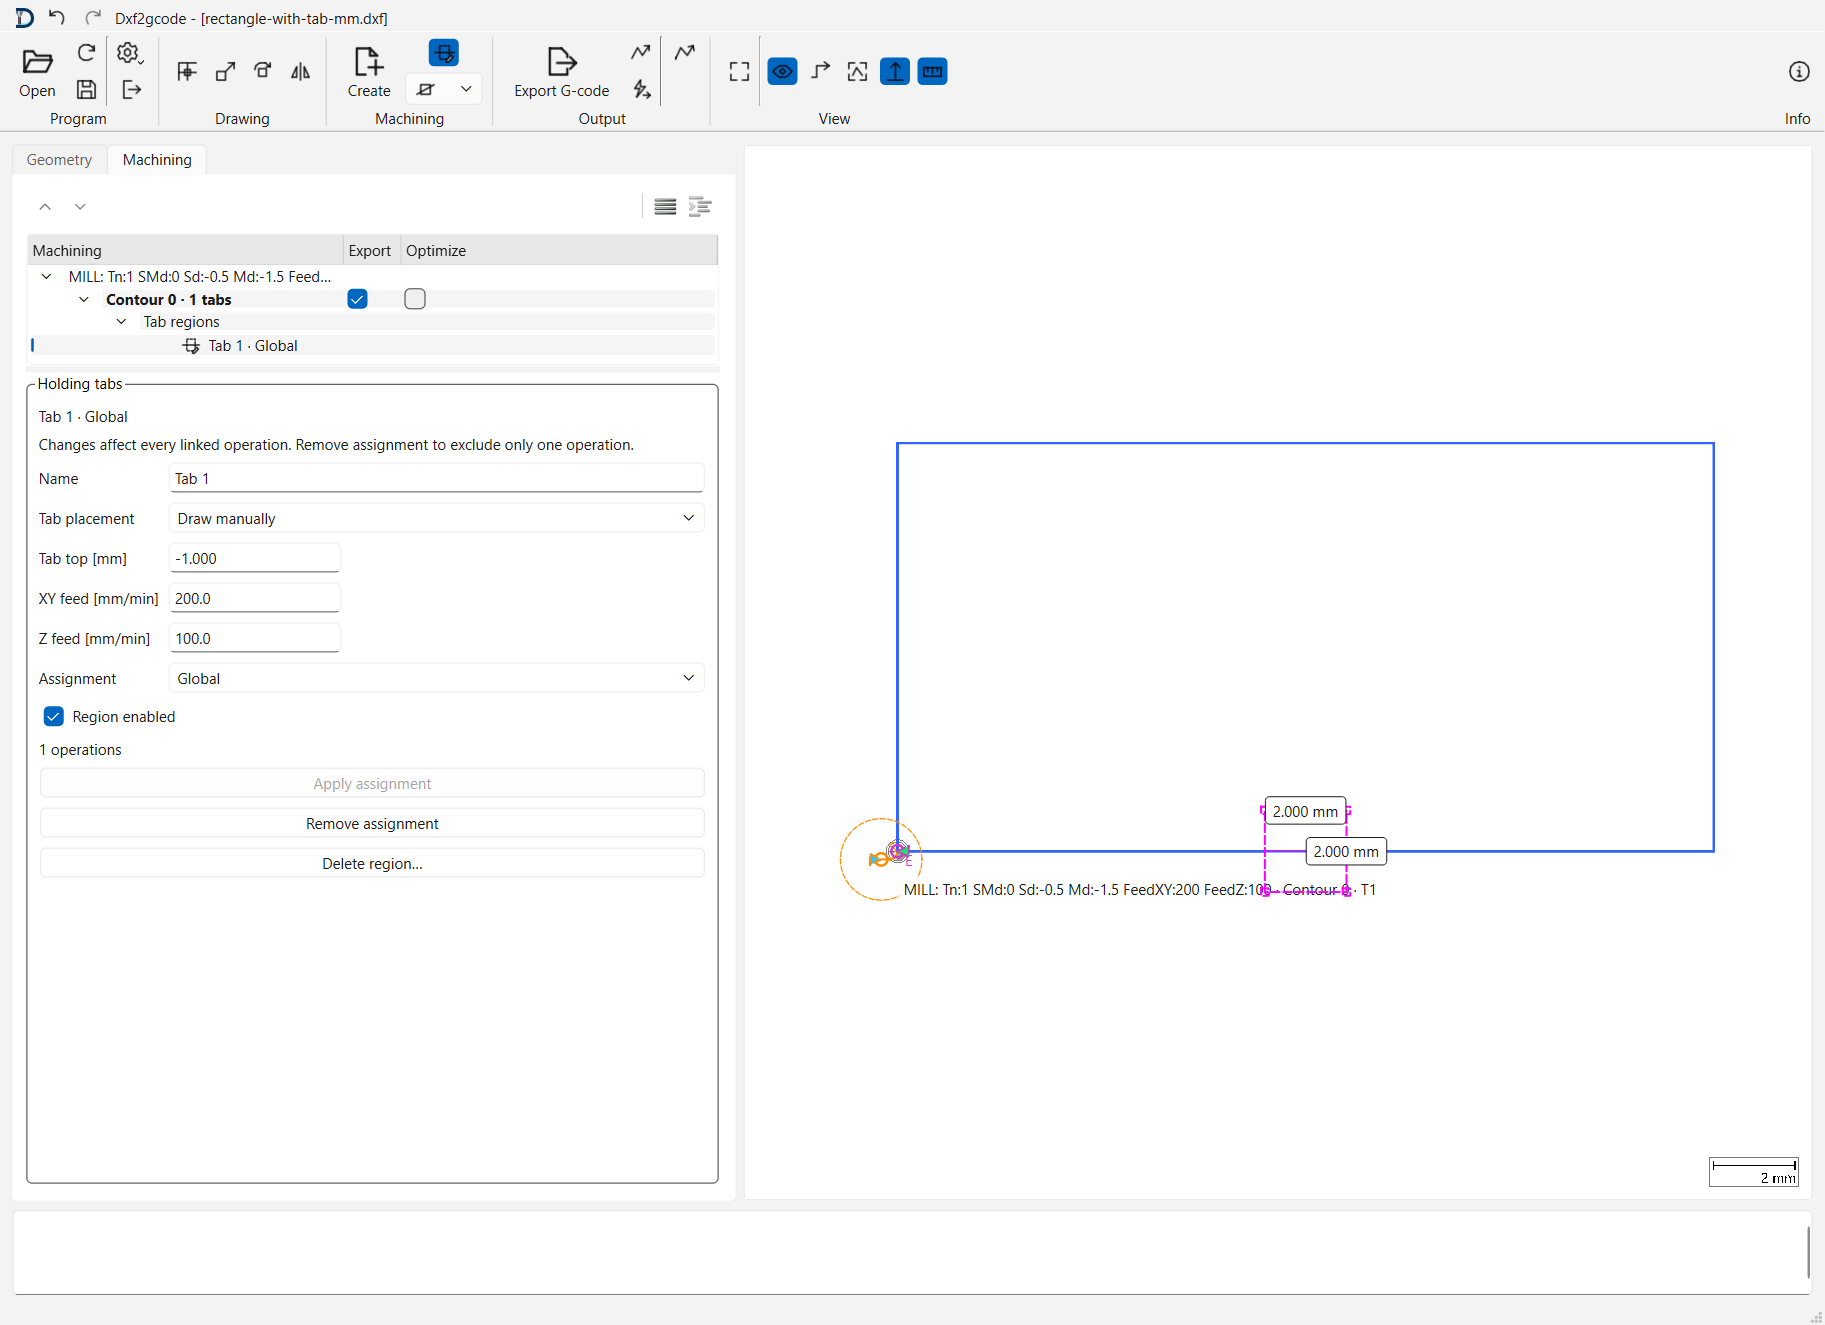 Dxf2gcode - [rectangle-with-tab-mm.dxf]
Open
Create
Export G-code
Program
Drawing
Machining
Output
View
Info
Geometry
Machining
Machining
Export
Optimize
MILL: Tn:1 SMd:0 Sd:-0.5 Md:-1.5 Feed...
Contour 0 · 1 tabs
Tab regions
Tab 1 · Global
Holding tabs
Tab 1 · Global
Changes affect every linked operation. Remove assignment to exclude only one operation.
Name
Tab 1
Tab placement
Draw manually
Tab top [mm]
-1.000
XY feed [mm/min]
200.0
Z feed [mm/min]
100.0
Assignment
Global
Region enabled
1 operations
Apply assignment
Remove assignment
Delete region...
2.000 mm
2.000 mm
E
MILL: Tn:1 SMd:0 Sd:-0.5 Md:-1.5 FeedXY:200 FeedZ:100 · Contour 0 · T1
2 mm